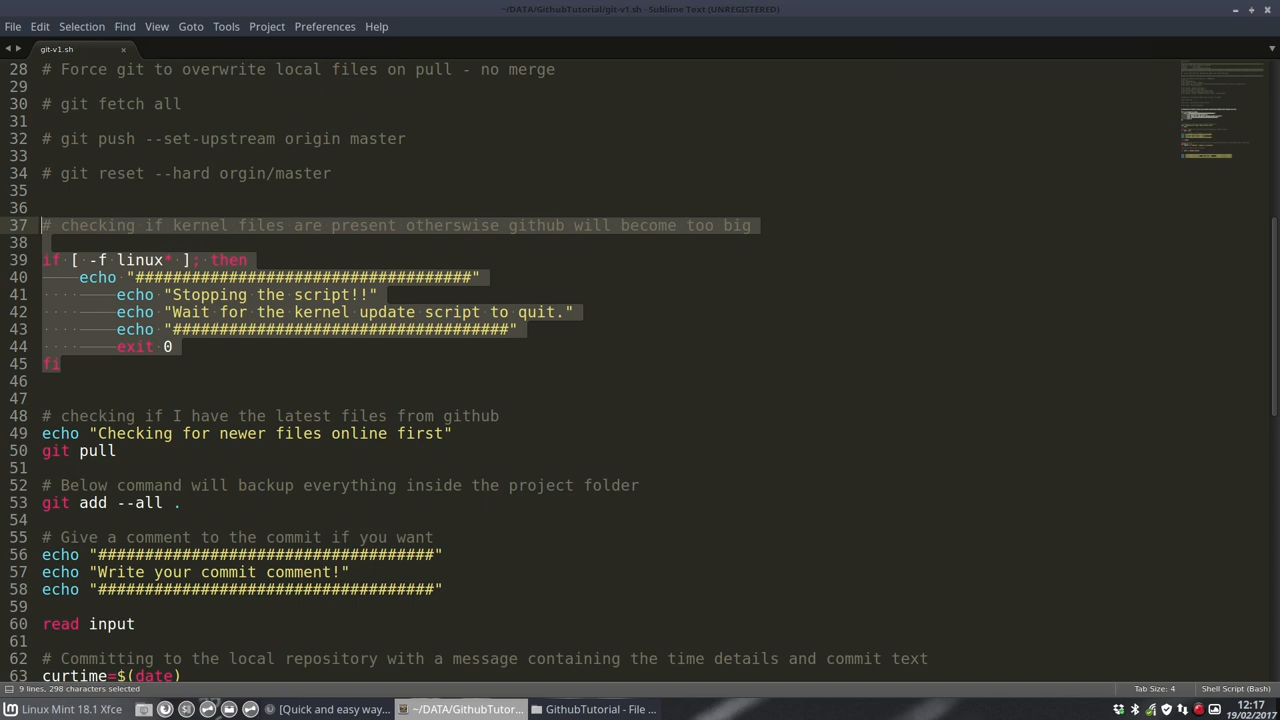 ~/DATA/GithubTutorial/git-v1.sh - Sublime Text (UNREGISTERED)
File Edit Selection Find View Goto Tools Project Preferences Help
git-v1.sh
28 # Force git to overwrite local files on pull - no merge
29
30 # git fetch all
31
32 # git push --set-upstream origin master
33
34 # git reset --hard orgin/master
35
36
37 # checking if kernel files are present otherswise github will become too big
38
39 if [ -f linux* ]; then
40 echo "####################################"
41 echo "Stopping the script!!"
42 echo "Wait for the kernel update script to quit."
43 echo "####################################"
44 exit 0
45 fi
46
47
48 # checking if I have the latest files from github
49 echo "Checking for newer files online first"
50 git pull
51
52 # Below command will backup everything inside the project folder
53 git add --all .
54
55 # Give a comment to the commit if you want
56 echo "####################################"
57 echo "Write your commit comment!"
58 echo "####################################"
59
60 read input
61
62 # Committing to the local repository with a message containing the time details and commit text
63 curtime=$(date)
9 lines, 298 characters selected Tab Size: 4 Shell Script (Bash)
Linux Mint 18.1 Xfce [Quick and easy way... ~/DATA/GithubTutor... GithubTutorial - File ... 12:17
19/02/2017